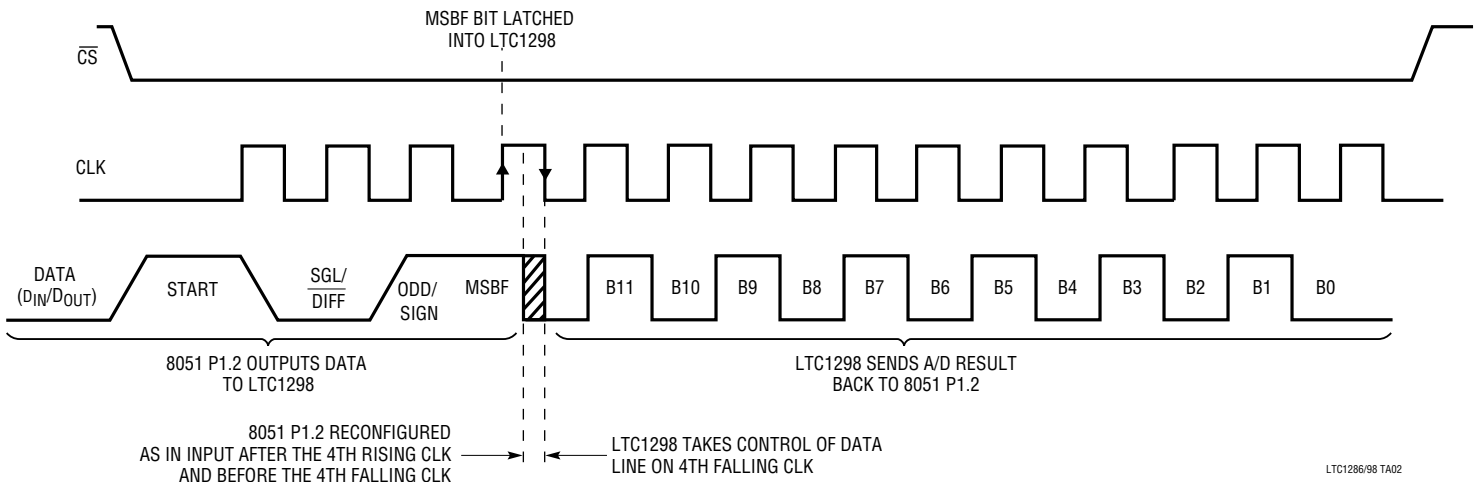 MSBF BIT LATCHED
INTO LTC1298
CS
CLK
DATA
(DIN/DOUT)
START
SGL/
DIFF
ODD/
SIGN
MSBF
B11
B10
B9
B8
B7
B6
B5
B4
B3
B2
B1
B0
8051 P1.2 OUTPUTS DATA
TO LTC1298
LTC1298 SENDS A/D RESULT
BACK TO 8051 P1.2
8051 P1.2 RECONFIGURED
AS IN INPUT AFTER THE 4TH RISING CLK
AND BEFORE THE 4TH FALLING CLK
LTC1298 TAKES CONTROL OF DATA
LINE ON 4TH FALLING CLK
LTC1286/98 TA02